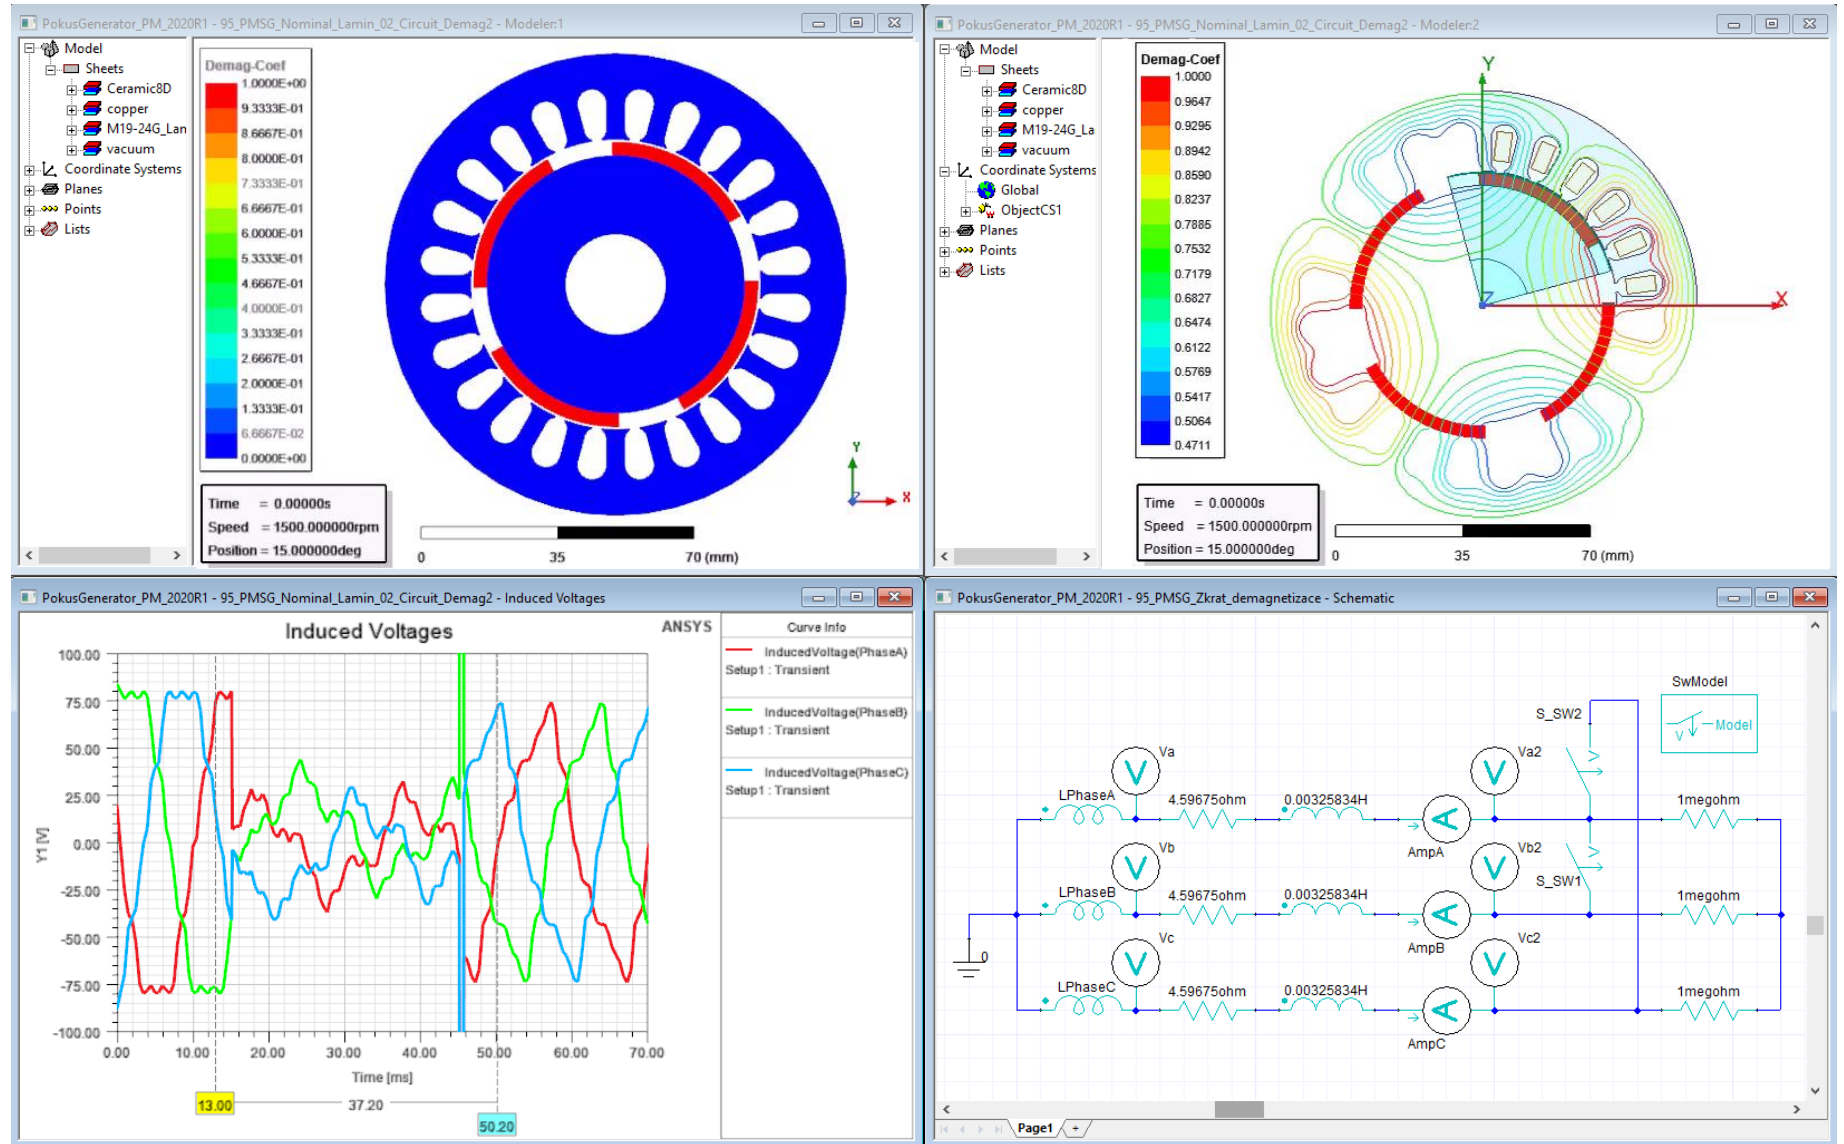 PokusGenerator_PM_2020R1 - 95_PMSG_Nominal_Lamin_02_Circuit_Demag2 - Modeler:1
Model
Sheets
Ceramic8D
copper
M19-24G_Lan
vacuum
Coordinate Systems
Planes
Points
Lists
Demag-Coef
1.0000E+00
9.3333E-01
8.6667E-01
8.0000E-01
7.3333E-01
6.6667E-01
6.0000E-01
5.3333E-01
4.6667E-01
4.0000E-01
3.3333E-01
2.6667E-01
2.0000E-01
1.3333E-01
6.6667E-02
0.0000E+00
Time = 0.00000s
Speed = 1500.000000rpm
Position = 15.000000deg
Y
Z
X
0 35 70 (mm)
PokusGenerator_PM_2020R1 - 95_PMSG_Nominal_Lamin_02_Circuit_Demag2 - Modeler:2
Model
Sheets
Ceramic8D
copper
M19-24G_La
vacuum
Coordinate Systems
Global
ObjectCS1
Planes
Points
Lists
Demag-Coef
1.0000
0.9647
0.9295
0.8942
0.8590
0.8237
0.7885
0.7532
0.7179
0.6827
0.6474
0.6122
0.5769
0.5417
0.5064
0.4711
Time = 0.00000s
Speed = 1500.000000rpm
Position = 15.000000deg
Y
Z
X
0 35 70 (mm)
PokusGenerator_PM_2020R1 - 95_PMSG_Nominal_Lamin_02_Circuit_Demag2 - Induced Voltages
Induced Voltages
ANSYS
Curve Info
InducedVoltage(PhaseA)
Setup1 : Transient
InducedVoltage(PhaseB)
Setup1 : Transient
InducedVoltage(PhaseC)
Setup1 : Transient
Y1 [V]
100.00
75.00
50.00
25.00
0.00
-25.00
-50.00
-75.00
-100.00
0.00 10.00 20.00 30.00 40.00 50.00 60.00 70.00
Time [ms]
13.00
37.20
50.20
PokusGenerator_PM_2020R1 - 95_PMSG_Zkrat_demagnetizace - Schematic
SwModel
V
Model
S_SW2
V
Va
V
Va2
V
LPhaseA
4.59675ohm
0.00325834H
A
AmpA
1megohm
Vb
V
Vb2
V
V
S_SW1
LPhaseB
4.59675ohm
0.00325834H
A
AmpB
1megohm
0
Vc
V
Vc2
V
LPhaseC
4.59675ohm
0.00325834H
A
AmpC
1megohm
Page1
+